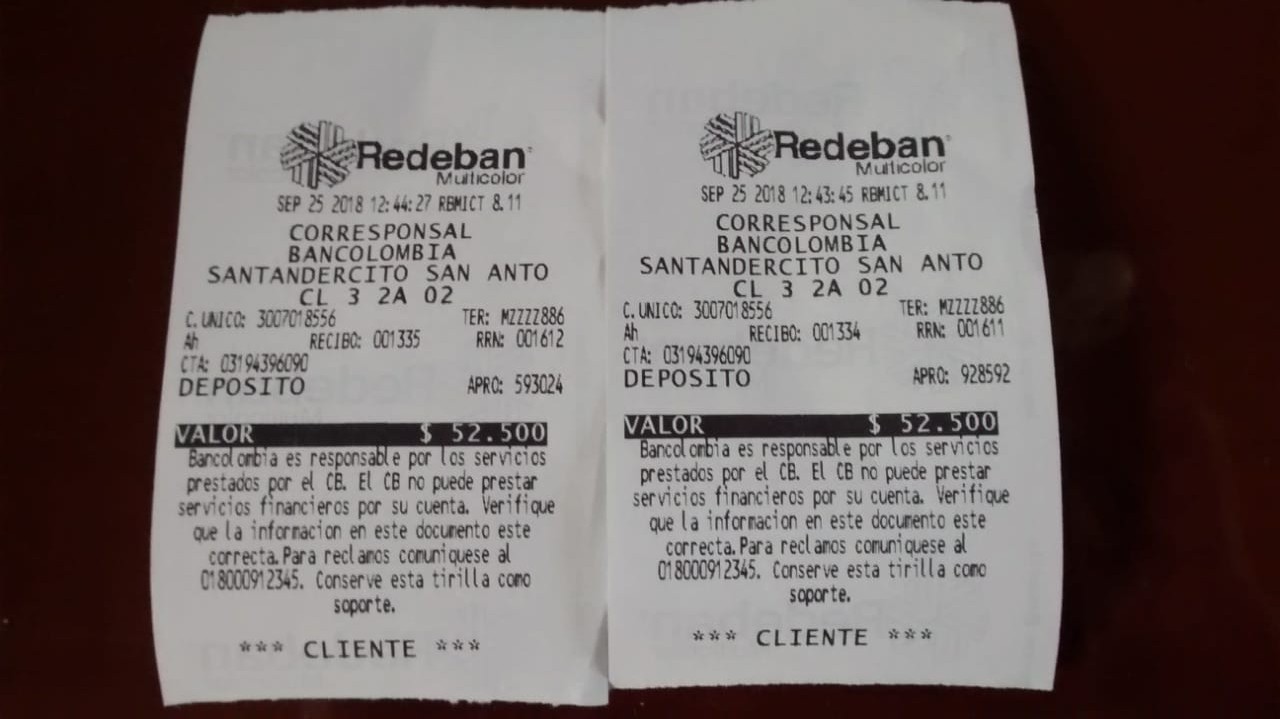 Redeban
Multicolor
SEP 25 2018 12:44:27 RBMICT 8.11
CORRESPONSAL
BANCOLOMBIA
SANTANDERCITO SAN ANTO
CL 3 2A 02
C. UNICO: 3007018556 TER: MZZZZ886
Ah RECIBO: 001335 RRN: 001612
CTA: 03194396090
DEPOSITO APRO: 593024
VALOR $ 52.500
Bancolombia es responsable por los servicios
prestados por el CB. El CB no puede prestar
servicios financieros por su cuenta. Verifique
que la informacion en este documento este
correcta. Para reclamos comuniquese al
018000912345. Conserve esta tirilla como
soporte.
*** CLIENTE ***
Redeban
Multicolor
SEP 25 2018 12:43:45 RBMICT 8.11
CORRESPONSAL
BANCOLOMBIA
SANTANDERCITO SAN ANTO
CL 3 2A 02
C. UNICO: 3007018556 TER: MZZZZ886
Ah RECIBO: 001334 RRN: 001611
CTA: 03194396090
DEPOSITO APRO: 928592
VALOR $ 52.500
Bancolombia es responsable por los servicios
prestados por el CB. El CB no puede prestar
servicios financieros por su cuenta. Verifique
que la informacion en este documento este
correcta. Para reclamos comuniquese al
018000912345. Conserve esta tirilla como
soporte.
*** CLIENTE ***